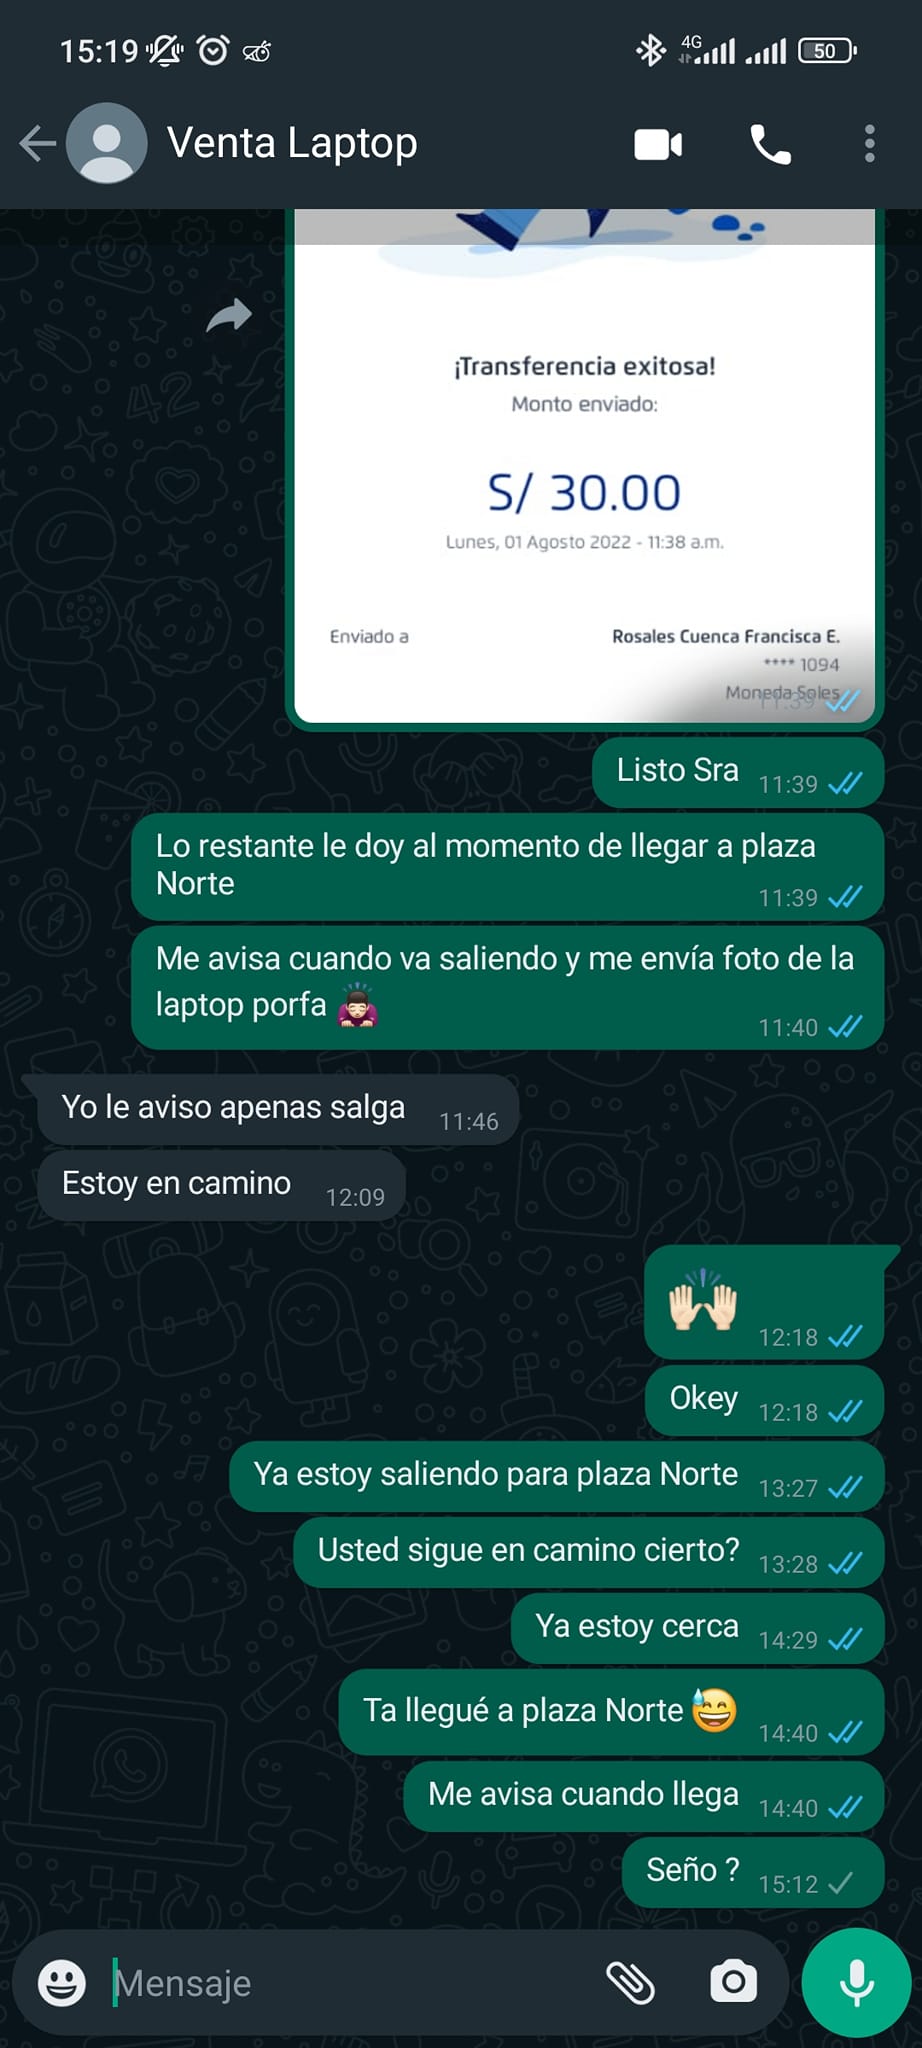 15:19
4G
50
Venta Laptop
¡Transferencia exitosa!
Monto enviado:
S/ 30.00
Lunes, 01 Agosto 2022 - 11:38 a.m.
Enviado a
Rosales Cuenca Francisca E.
**** 1094
Moneda Soles
11:39
Listo Sra
11:39
Lo restante le doy al momento de llegar a plaza
Norte
11:39
Me avisa cuando va saliendo y me envía foto de la
laptop porfa 🙇🏻
11:40
Yo le aviso apenas salga
11:46
Estoy en camino
12:09
🙌🏻
12:18
Okey
12:18
Ya estoy saliendo para plaza Norte
13:27
Usted sigue en camino cierto?
13:28
Ya estoy cerca
14:29
Ta llegué a plaza Norte 😅
14:40
Me avisa cuando llega
14:40
Seño ?
15:12
Mensaje